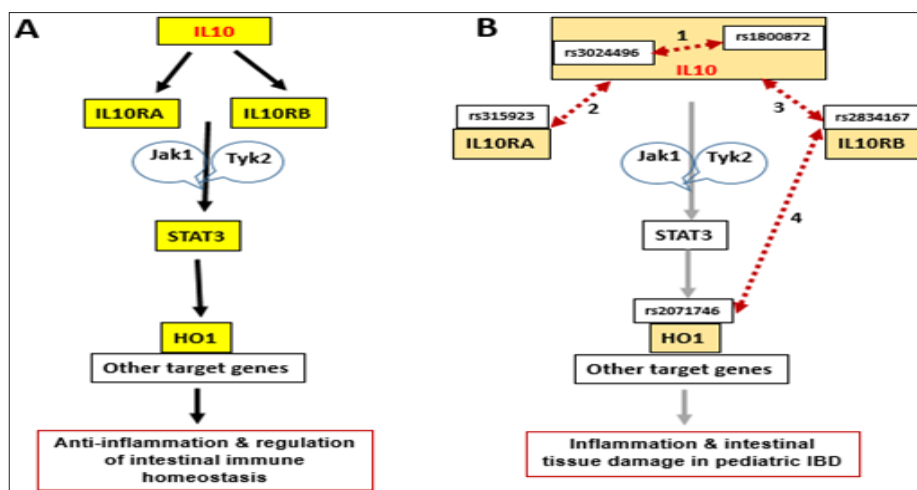 A
IL10
IL10RA
IL10RB
Jak1
Tyk2
STAT3
HO1
Other target genes
Anti-inflammation & regulation
of intestinal immune
homeostasis
B
rs3024496
1
rs1800872
IL10
rs315923
2
3
rs2834167
IL10RA
IL10RB
Jak1
Tyk2
4
STAT3
rs2071746
HO1
Other target genes
Inflammation & intestinal
tissue damage in pediatric IBD